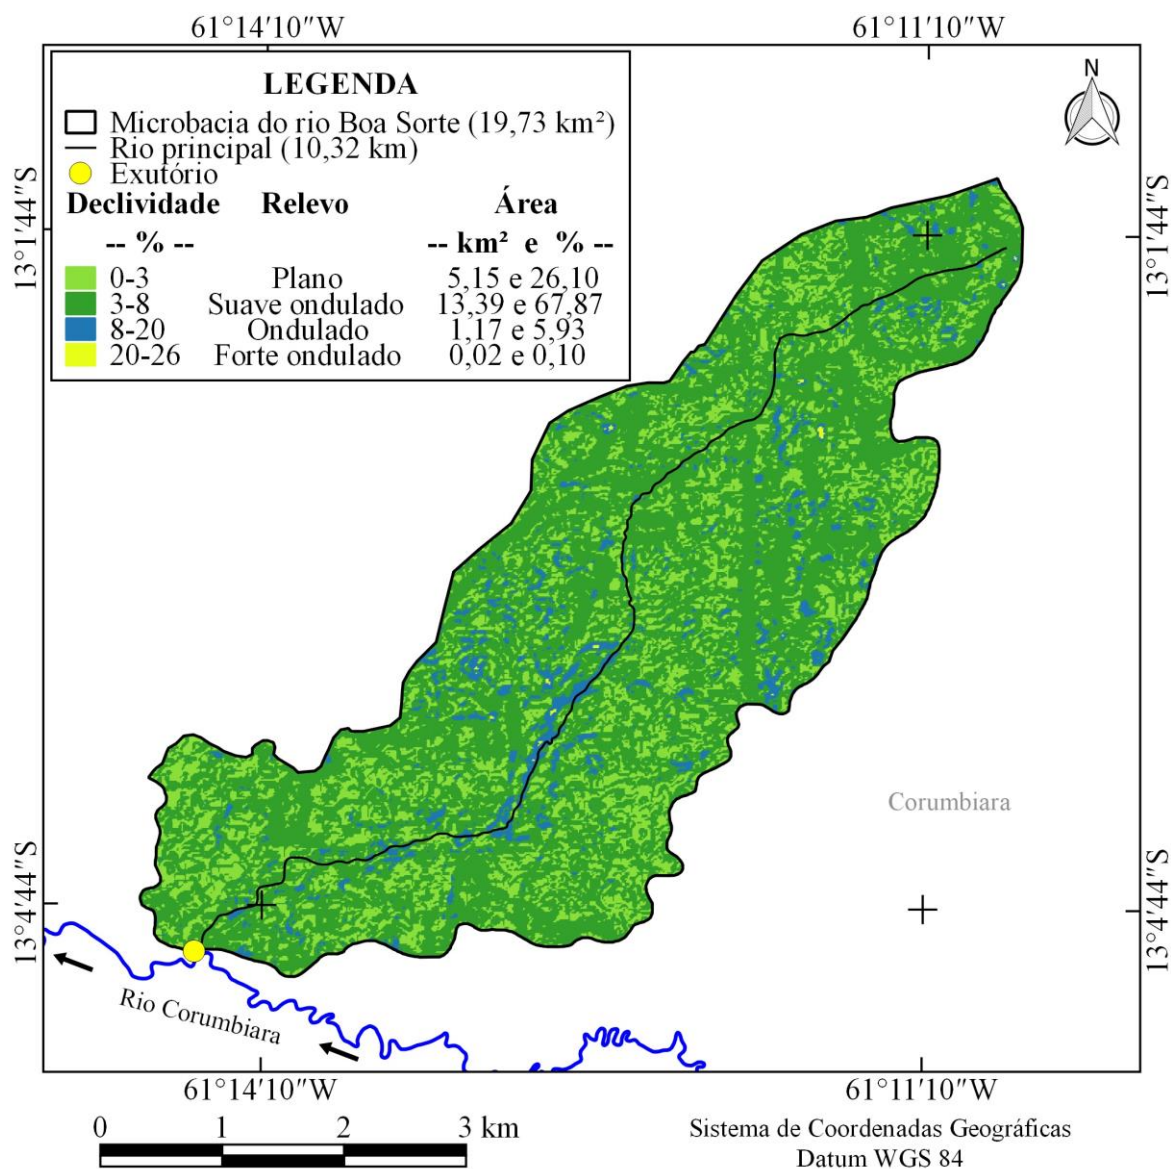 61°14′10″W 61°11′10″W
N
LEGENDA
Microbacia do rio Boa Sorte (19,73 km²)
Rio principal (10,32 km)
Exutório
Declividade Relevo Área
-- % -- -- km² e % --
0-3 Plano 5,15 e 26,10
3-8 Suave ondulado 13,39 e 67,87
8-20 Ondulado 1,17 e 5,93
20-26 Forte ondulado 0,02 e 0,10
13°1′44″S 13°1′44″S
Corumbiara
13°4′44″S 13°4′44″S
Rio Corumbiara
61°14′10″W 61°11′10″W
0 1 2 3 km
Sistema de Coordenadas Geográficas
Datum WGS 84